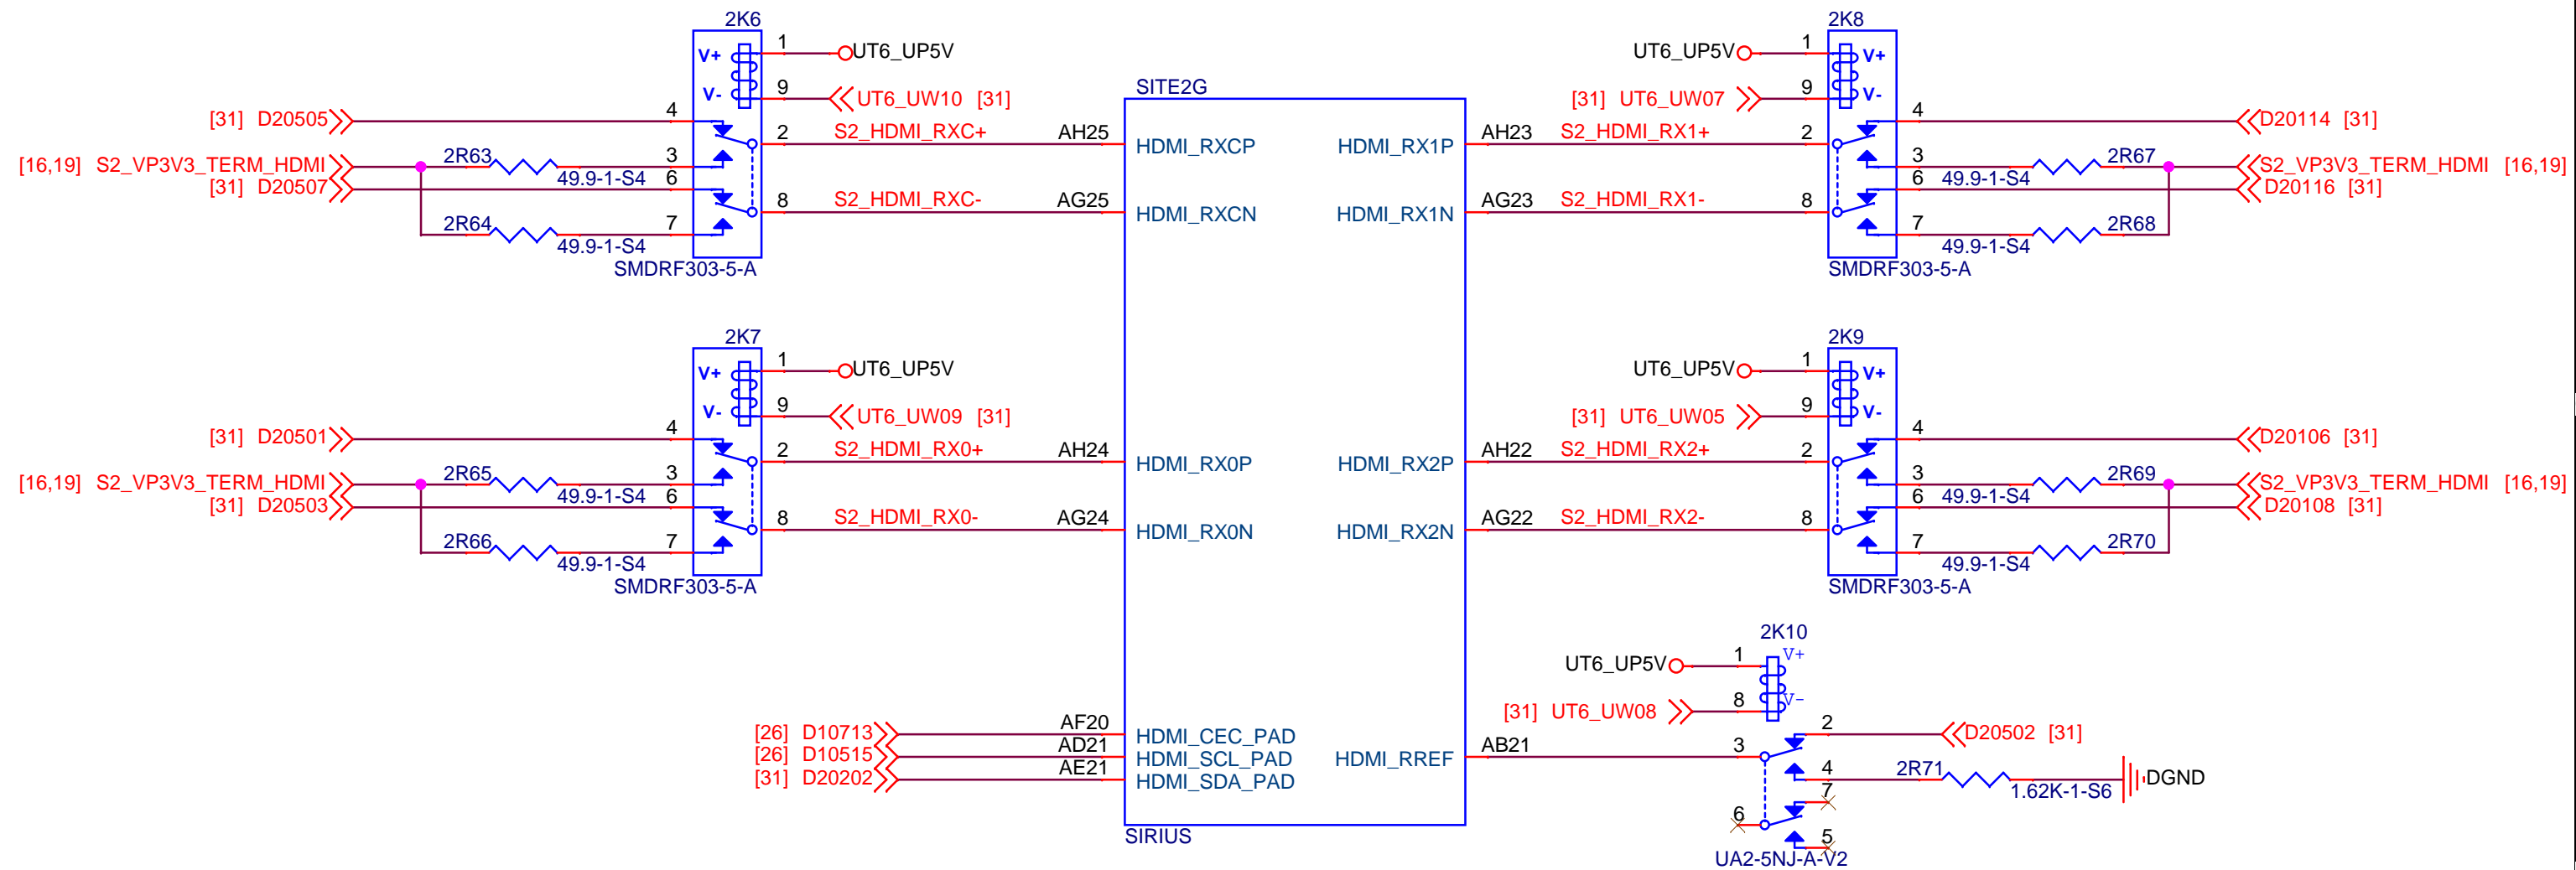 2K6
V+
1
UT6_UP5V
V-
9
UT6_UW10 [31]
[31] D20505
4
2
S2_HDMI_RXC+
[16,19] S2_VP3V3_TERM_HDMI
2R63
49.9-1-S4
3
[31] D20507
6
8
S2_HDMI_RXC-
2R64
49.9-1-S4
7
SMDRF303-5-A
2K7
V+
1
UT6_UP5V
V-
9
UT6_UW09 [31]
[31] D20501
4
2
S2_HDMI_RX0+
[16,19] S2_VP3V3_TERM_HDMI
2R65
49.9-1-S4
3
[31] D20503
6
8
S2_HDMI_RX0-
2R66
49.9-1-S4
7
SMDRF303-5-A
SITE2G
AH25 HDMI_RXCP
AG25 HDMI_RXCN
AH24 HDMI_RX0P
AG24 HDMI_RX0N
[26] D10713 AF20 HDMI_CEC_PAD
[26] D10515 AD21 HDMI_SCL_PAD
[31] D20202 AE21 HDMI_SDA_PAD
HDMI_RX1P AH23
HDMI_RX1N AG23
HDMI_RX2P AH22
HDMI_RX2N AG22
HDMI_RREF AB21
SIRIUS
2K8
UT6_UP5V
1
V+
[31] UT6_UW07
9
V-
S2_HDMI_RX1+
2
4
D20114 [31]
3
49.9-1-S4
2R67
S2_VP3V3_TERM_HDMI [16,19]
6
D20116 [31]
S2_HDMI_RX1-
8
7
49.9-1-S4
2R68
SMDRF303-5-A
2K9
UT6_UP5V
1
V+
[31] UT6_UW05
9
V-
S2_HDMI_RX2+
2
4
D20106 [31]
3
49.9-1-S4
2R69
S2_VP3V3_TERM_HDMI [16,19]
6
D20108 [31]
S2_HDMI_RX2-
8
7
49.9-1-S4
2R70
SMDRF303-5-A
2K10
UT6_UP5V
1
V+
[31] UT6_UW08
8
V-
2
D20502 [31]
3
4
2R71
1.62K-1-S6
DGND
7
6
5
UA2-5NJ-A-V2